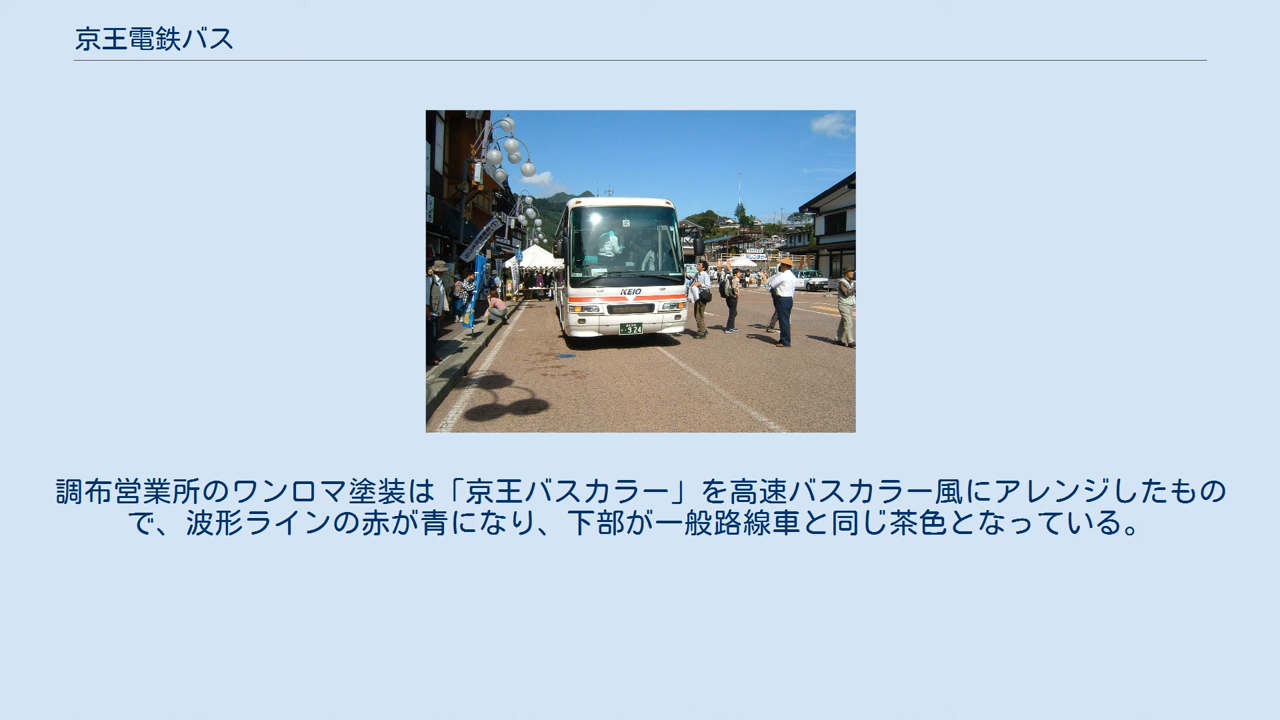 京王電鉄バス
KEIO
924
調布営業所のワンロマ塗装は「京王バスカラー」を高速バスカラー風にアレンジしたもの
で、波形ラインの赤が青になり、下部が一般路線車と同じ茶色となっている。